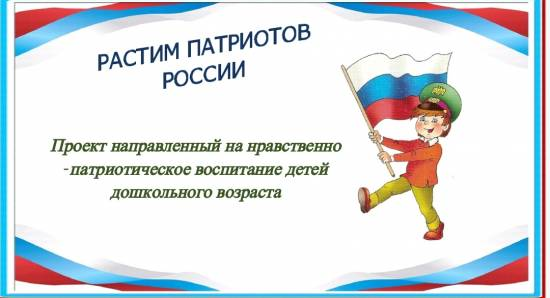 РАСТИМ ПАТРИОТОВ
РОССИИ
Проект направленный на нравственно
-патриотическое воспитание детей
дошкольного возраста